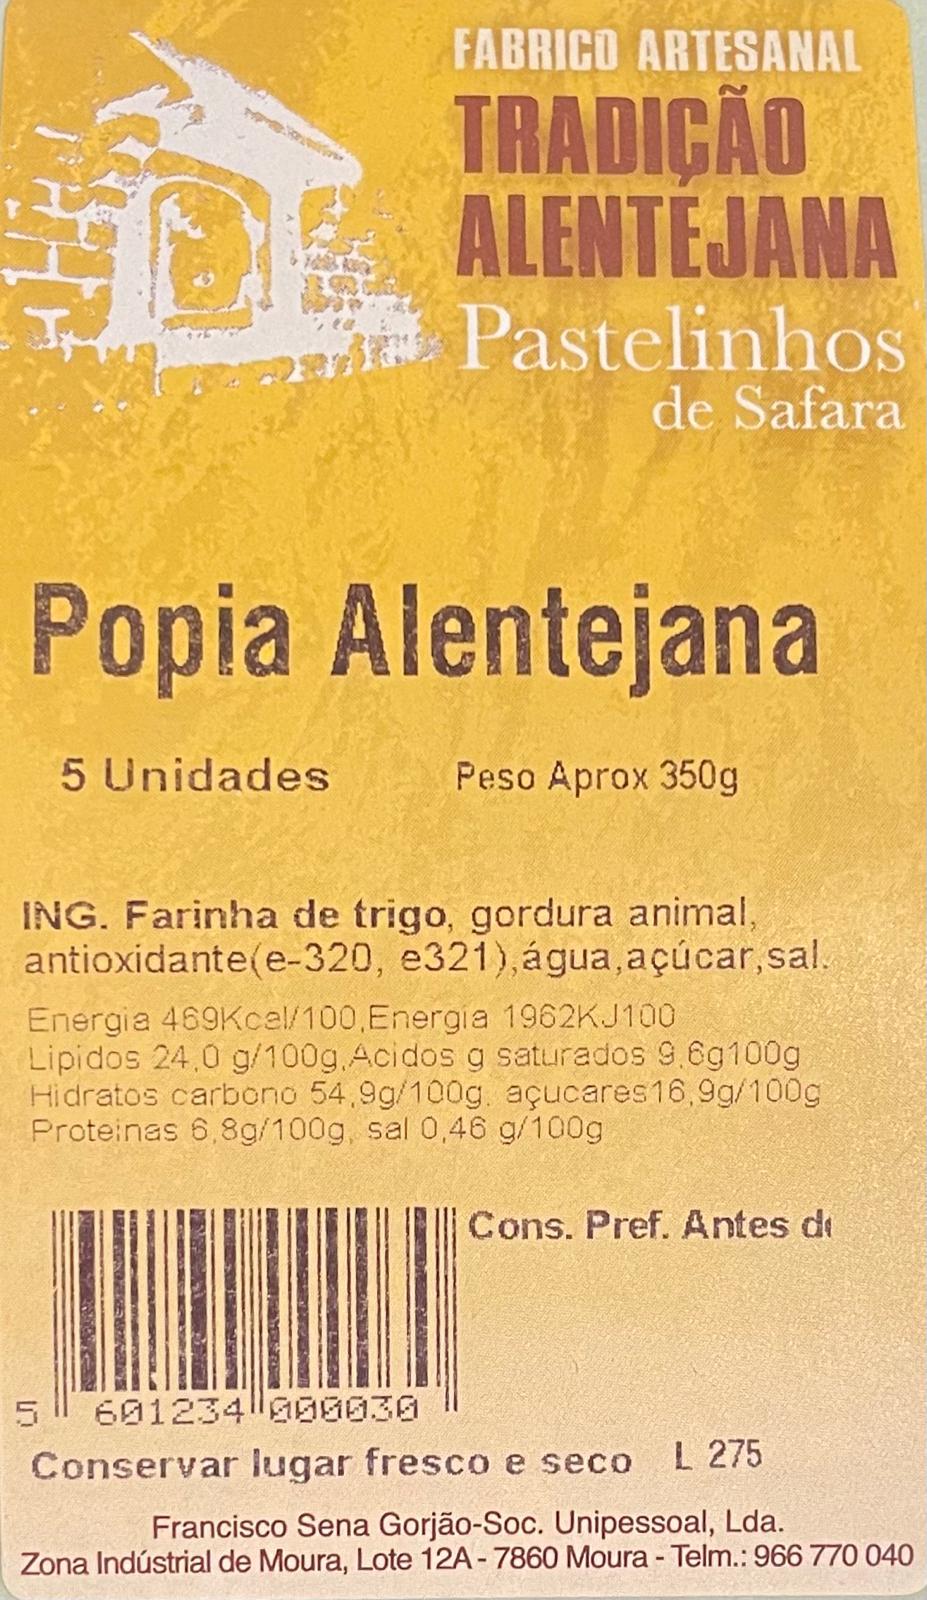 FABRICO ARTESANAL
TRADIÇÃO
ALENTEJANA
Pastelinhos
de Safara
Popia Alentejana
5 Unidades Peso Aprox 350g
ING. Farinha de trigo, gordura animal,
antioxidante(e-320, e321),água,açúcar,sal.
Energia 469Kcal/100,Energia 1962KJ100
Lipidos 24,0 g/100g,Acidos g saturados 9,6g100g
Hidratos carbono 54,9g/100g, açucares16,9g/100g
Proteinas 6,8g/100g, sal 0,46 g/100g
Cons. Pref. Antes
5 601234 000030
Conservar lugar fresco e seco L 275
Francisco Sena Gorjão-Soc. Unipessoal, Lda.
Zona Indústrial de Moura, Lote 12A - 7860 Moura - Telm.: 966 770 040